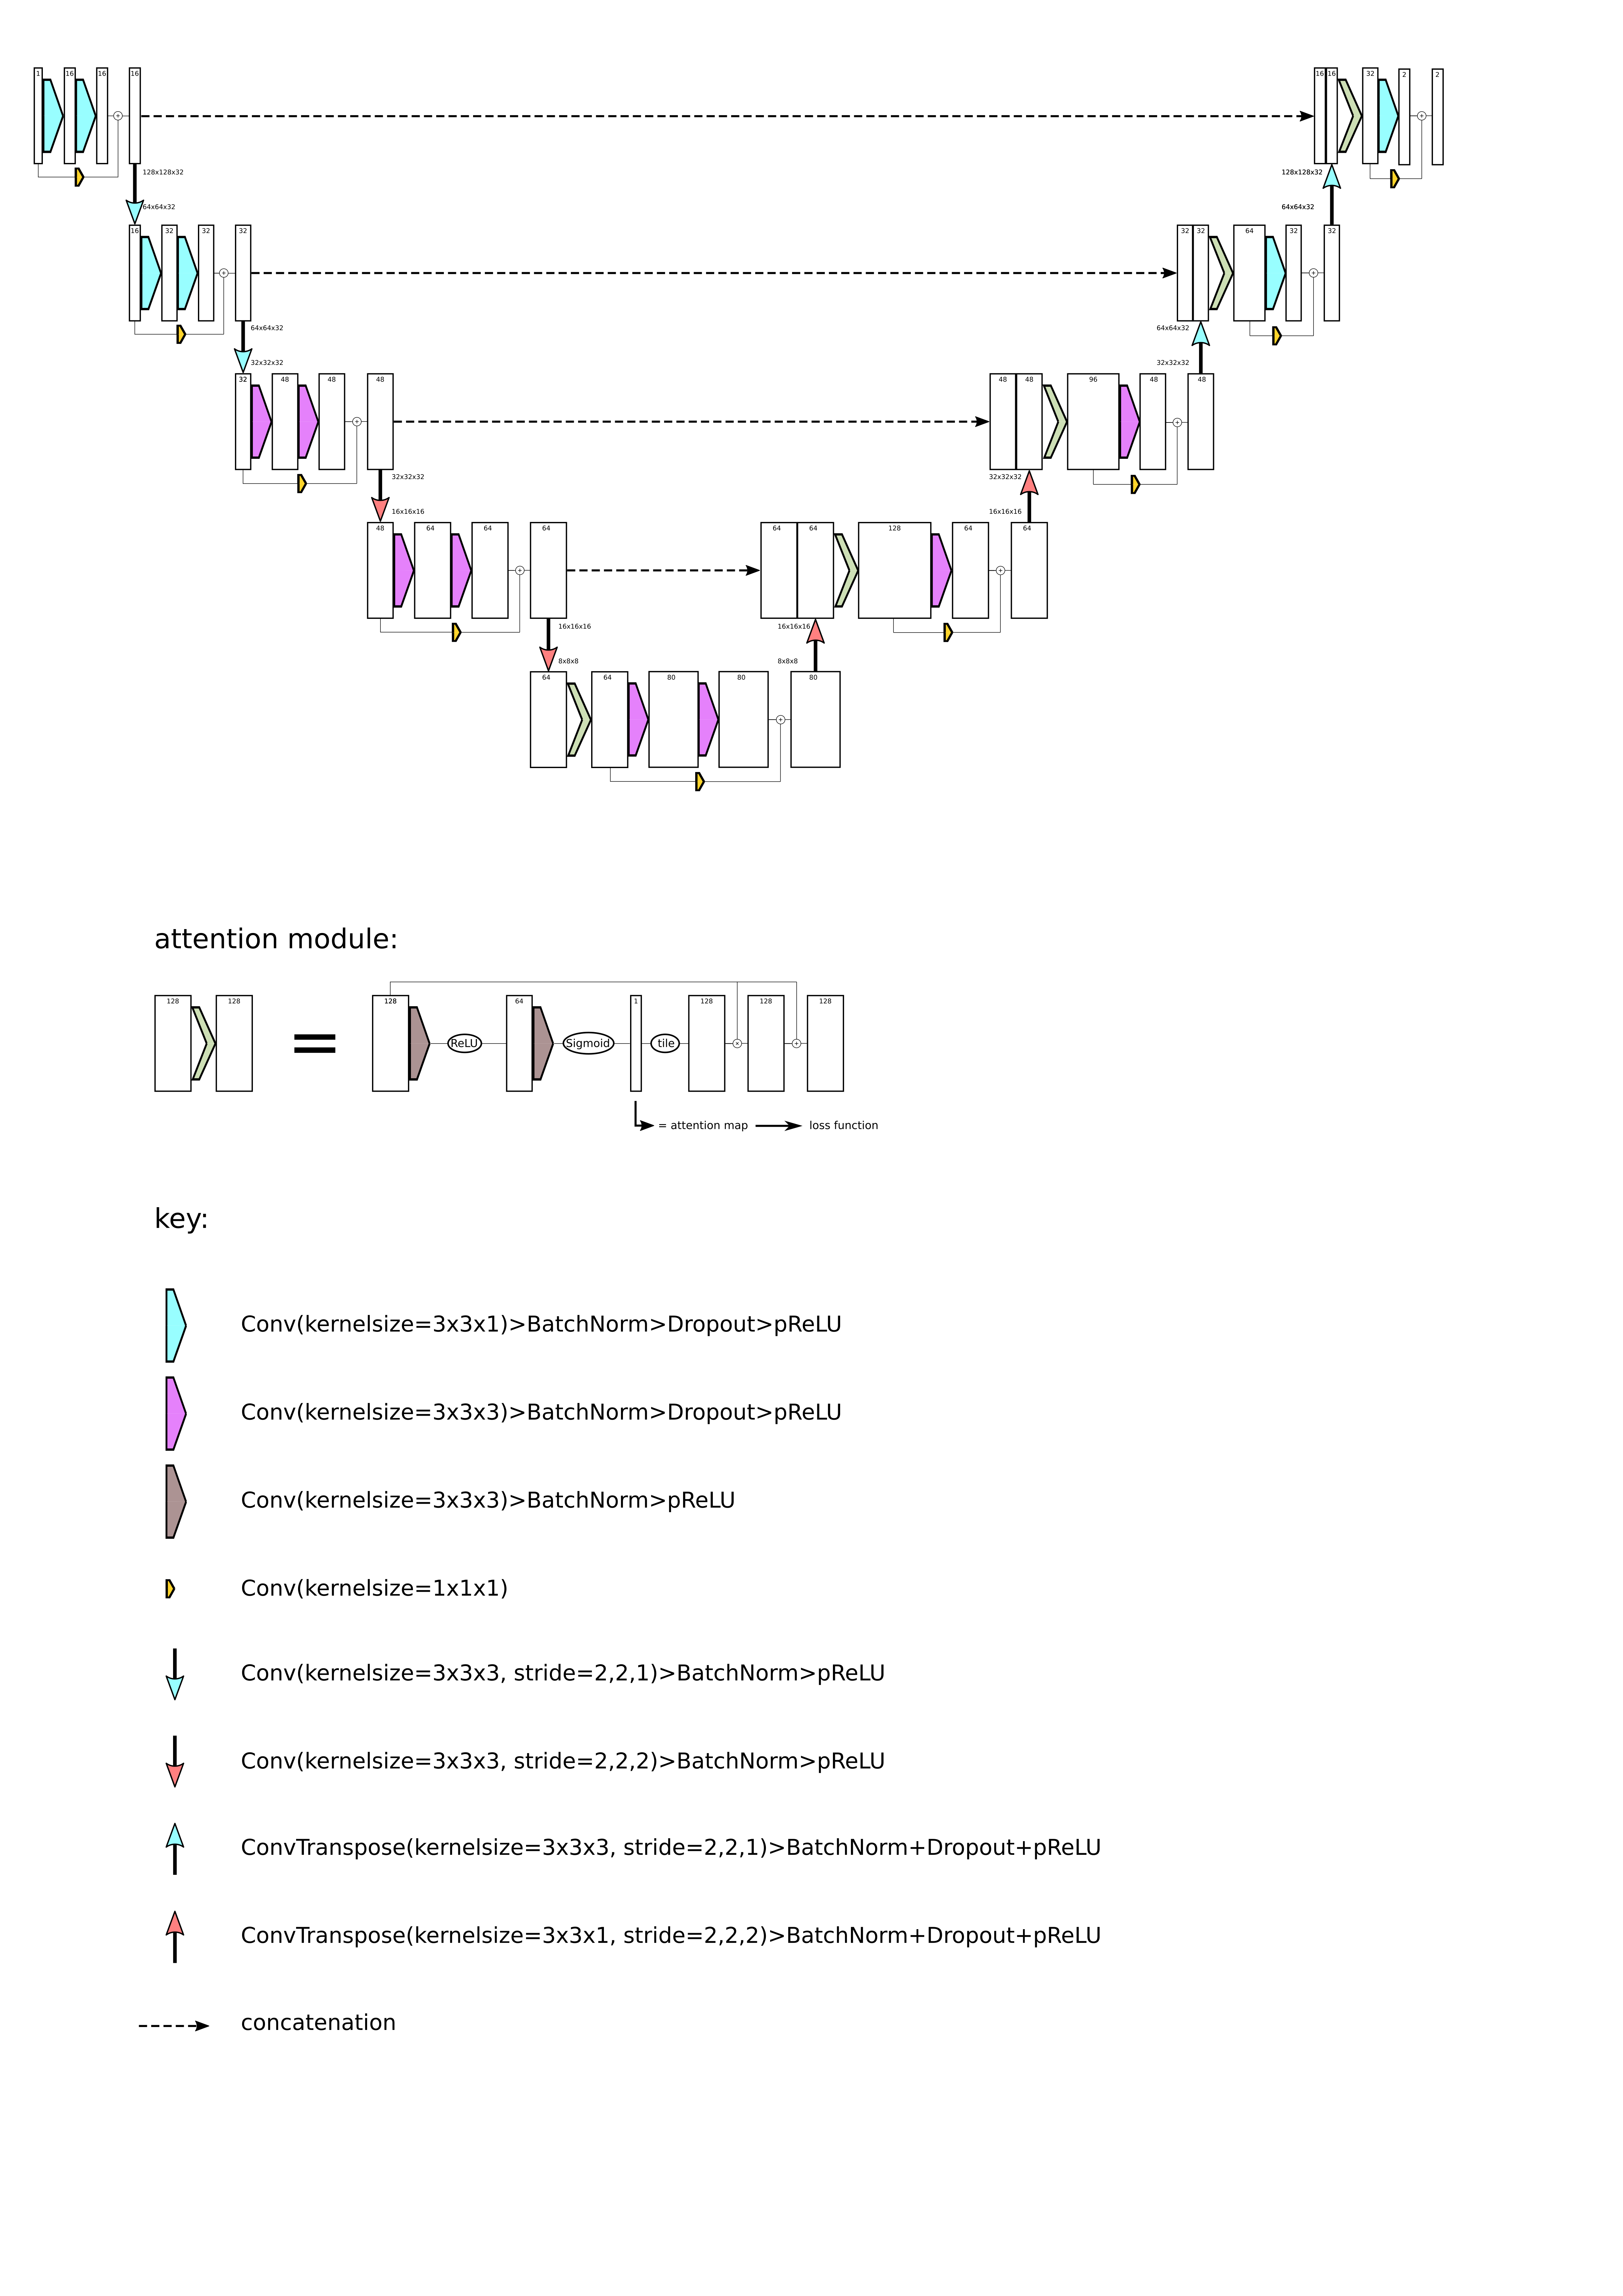 1 16 16 16 16 16 32 2 2
128x128x32 128x128x32
64x64x32 64x64x32
16 32 32 32 32 32 64 32 32
64x64x32 64x64x32
32x32x32 32x32x32
32 48 48 48 48 48 96 48 48
32x32x32 32x32x32
16x16x16 16x16x16
48 64 64 64 64 64 128 64 64
16x16x16 16x16x16
8x8x8 8x8x8
64 64 80 80 80
attention module:
128 128 128 64 1 128 128 128
= ReLU Sigmoid tile
= attention map loss function
key:
Conv(kernelsize=3x3x1)>BatchNorm>Dropout>pReLU
Conv(kernelsize=3x3x3)>BatchNorm>Dropout>pReLU
Conv(kernelsize=3x3x3)>BatchNorm>pReLU
Conv(kernelsize=1x1x1)
Conv(kernelsize=3x3x3, stride=2,2,1)>BatchNorm>pReLU
Conv(kernelsize=3x3x3, stride=2,2,2)>BatchNorm>pReLU
ConvTranspose(kernelsize=3x3x3, stride=2,2,1)>BatchNorm+Dropout+pReLU
ConvTranspose(kernelsize=3x3x1, stride=2,2,2)>BatchNorm+Dropout+pReLU
concatenation